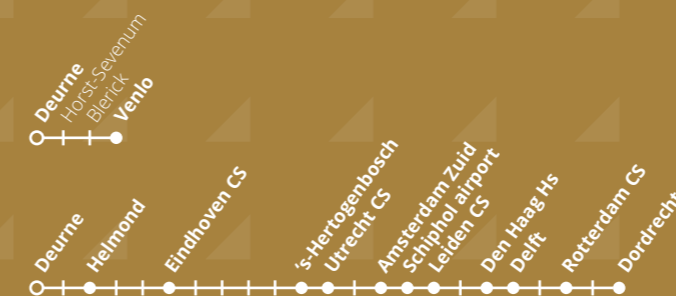 Deurne
Horst-Sevenum
Blerick
Venlo
Deurne
Helmond
Eindhoven CS
's-Hertogenbosch
Utrecht CS
Amsterdam Zuid
Schiphol airport
Leiden CS
Den Haag Hs
Delft
Rotterdam CS
Dordrecht